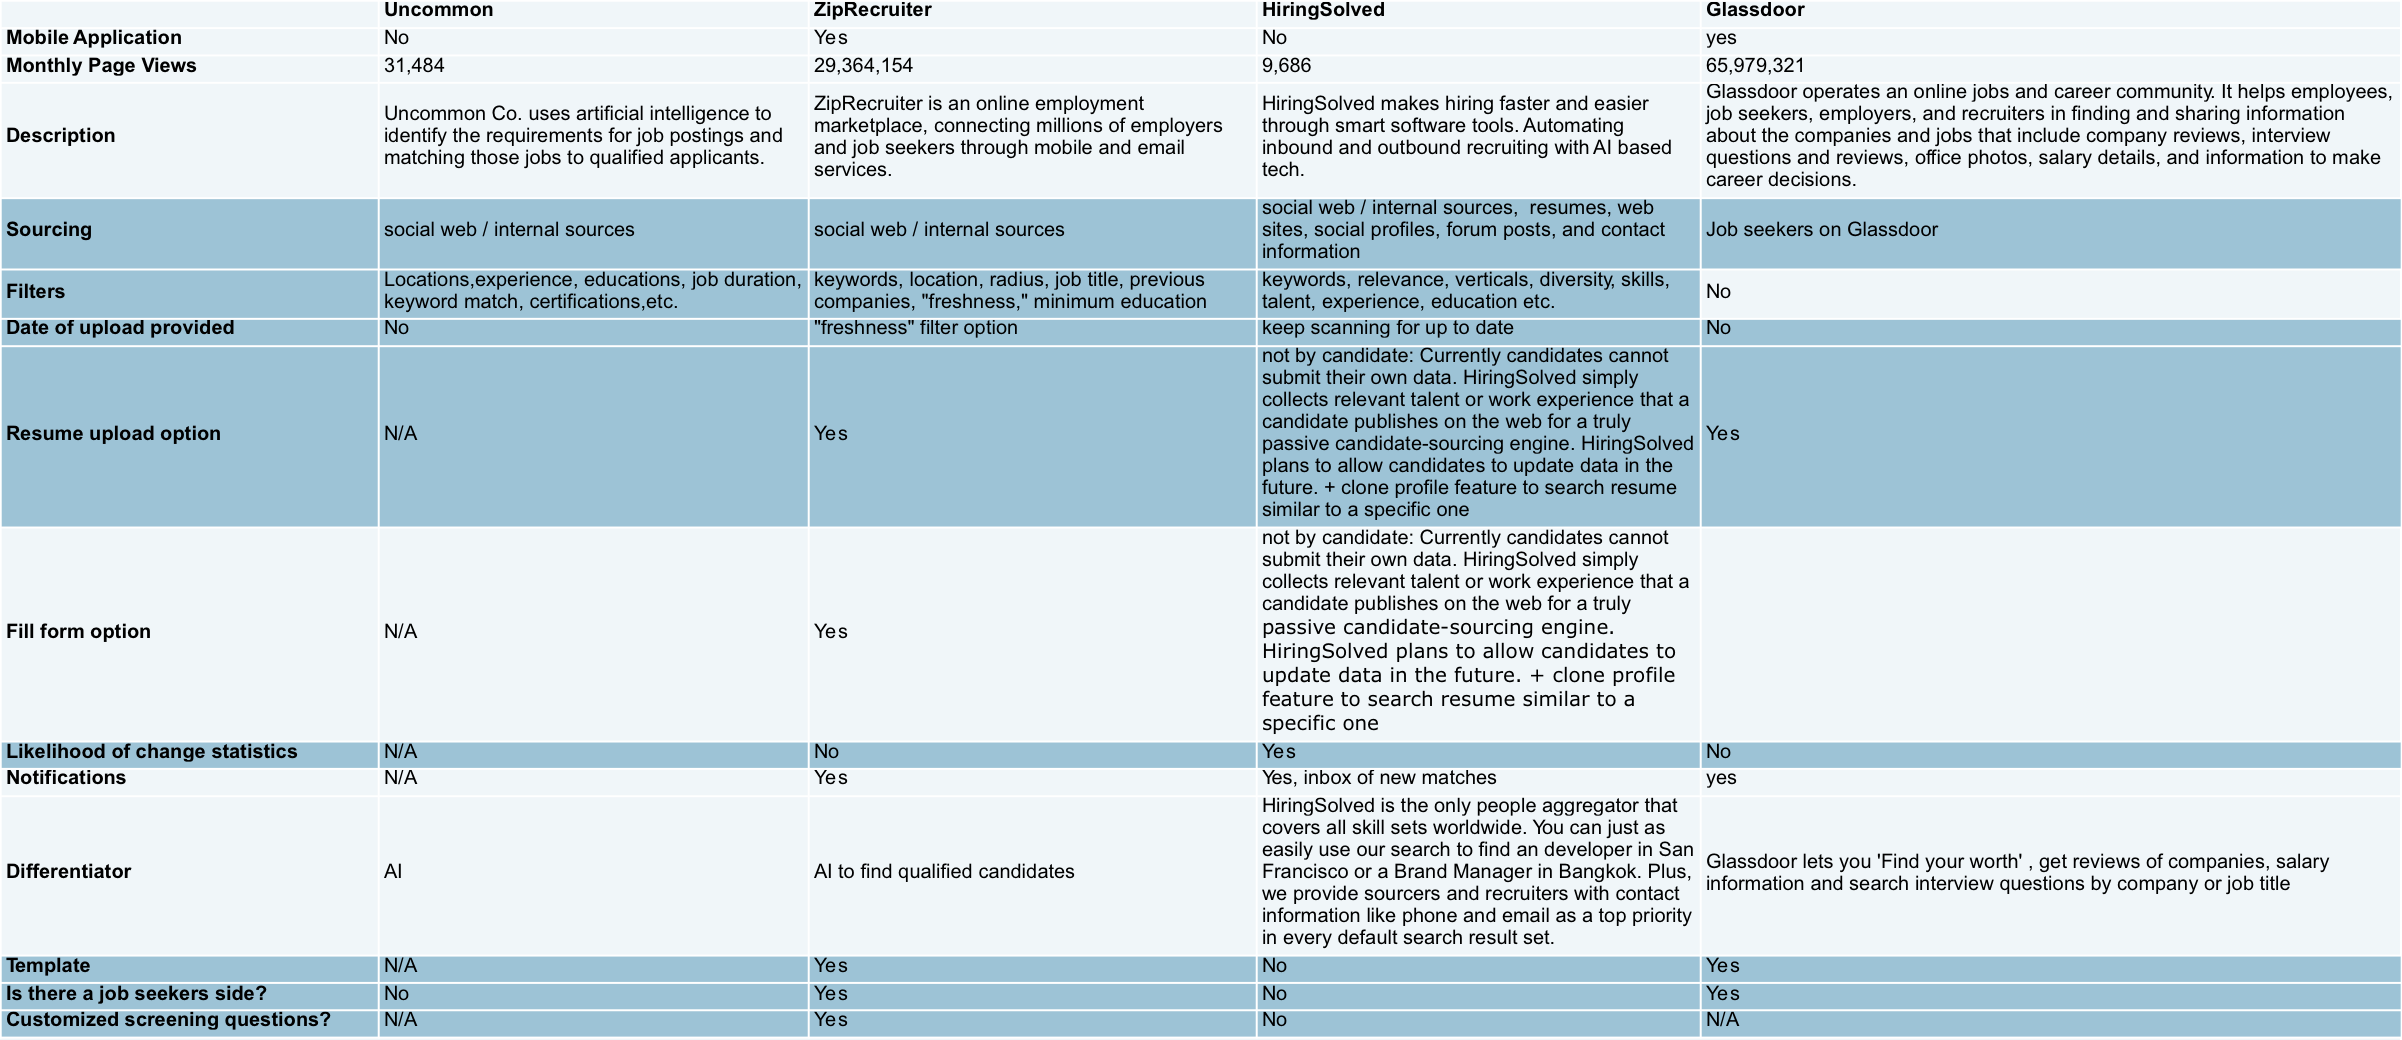 Uncommon ZipRecruiter HiringSolved Glassdoor
Mobile Application No Yes No yes
Monthly Page Views 31,484 29,364,154 9,686 65,979,321
Description
Uncommon Co. uses artificial intelligence to
identify the requirements for job postings and
matching those jobs to qualified applicants.
ZipRecruiter is an online employment
marketplace, connecting millions of employers
and job seekers through mobile and email
services.
HiringSolved makes hiring faster and easier
through smart software tools. Automating
inbound and outbound recruiting with AI based
tech.
Glassdoor operates an online jobs and career community. It helps employees,
job seekers, employers, and recruiters in finding and sharing information
about the companies and jobs that include company reviews, interview
questions and reviews, office photos, salary details, and information to make
career decisions.
Sourcing
social web / internal sources
social web / internal sources
social web / internal sources,  resumes, web
sites, social profiles, forum posts, and contact
information
Job seekers on Glassdoor
Filters
Locations,experience, educations, job duration,
keyword match, certifications,etc.
keywords, location, radius, job title, previous
companies, "freshness," minimum education
keywords, relevance, verticals, diversity, skills,
talent, experience, education etc.
No
Date of upload provided No "freshness" filter option keep scanning for up to date No
Resume upload option
N/A
Yes
not by candidate: Currently candidates cannot
submit their own data. HiringSolved simply
collects relevant talent or work experience that a
candidate publishes on the web for a truly
passive candidate-sourcing engine. HiringSolved
plans to allow candidates to update data in the
future. + clone profile feature to search resume
similar to a specific one
Yes
Fill form option
N/A
Yes
not by candidate: Currently candidates cannot
submit their own data. HiringSolved simply
collects relevant talent or work experience that a
candidate publishes on the web for a truly
passive candidate-sourcing engine.
HiringSolved plans to allow candidates to
update data in the future. + clone profile
feature to search resume similar to a
specific one
Likelihood of change statistics N/A No Yes No
Notifications N/A Yes Yes, inbox of new matches yes
Differentiator
AI
AI to find qualified candidates
HiringSolved is the only people aggregator that
covers all skill sets worldwide. You can just as
easily use our search to find an developer in San
Francisco or a Brand Manager in Bangkok. Plus,
we provide sourcers and recruiters with contact
information like phone and email as a top priority
in every default search result set.
Glassdoor lets you 'Find your worth' , get reviews of companies, salary
information and search interview questions by company or job title
Template N/A Yes No Yes
Is there a job seekers side? No Yes No Yes
Customized screening questions? N/A Yes No N/A